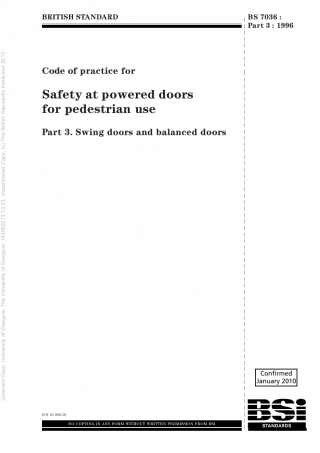 BRITISH STANDARD
BS 7036 :
Part 3 : 1996
Code of practice for
Safety at powered doors
for pedestrian use
Part 3. Swing doors and balanced doors
Licensed Copy: University of Glasgow, The University of Glasgow, 14/03/2013 13:23, Uncontrolled Copy, (c) The British Standards Institution 2013
Confirmed
January 2010
NO COPYING IN ANY FORM WITHOUT WRITTEN PERMISSION FROM BSI
BSi
STANDARDS